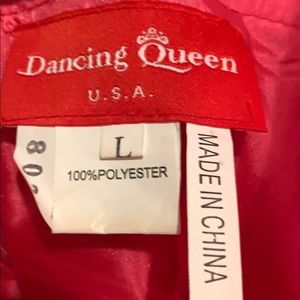 Dancing Queen
U.S.A.
L
100%POLYESTER
MADE IN CHINA